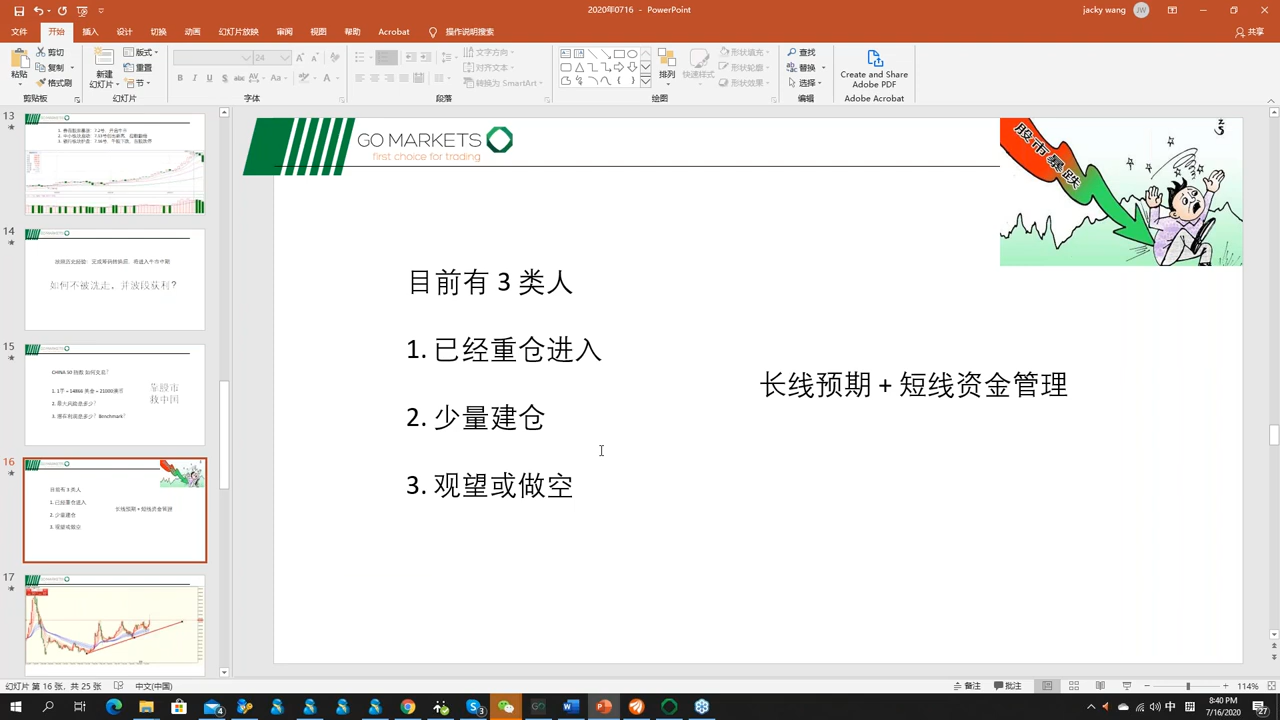 2020年0716 - PowerPoint
jacky wang
JW
文件
开始
插入
设计
切换
动画
幻灯片放映
审阅
视图
帮助
Acrobat
操作说明搜索
共享
粘贴
剪切
复制
格式刷
剪贴板
新建
幻灯片
版式
重置
节
幻灯片
24
字体
文字方向
对齐文本
转换为 SmartArt
段落
排列
快速样式
形状填充
形状轮廓
形状效果
绘图
查找
替换
选择
编辑
Create and Share
Adobe PDF
Adobe Acrobat
13
14
如何不被洗走,并波段获利?
15
CHINA 50 指数 如何交易?
16
目前有 3 类人
1. 已经重仓进入
2. 少量建仓
3. 观望或做空
长线预期 + 短线资金管理
17
GO MARKETS
first choice for trading
股市暴跌
目前有 3 类人
1. 已经重仓进入
2. 少量建仓
3. 观望或做空
长线预期 + 短线资金管理
幻灯片 第 16 张,共 25 张
中文(中国)
备注
批注
114%
中
8:40 PM
7/16/2020
27